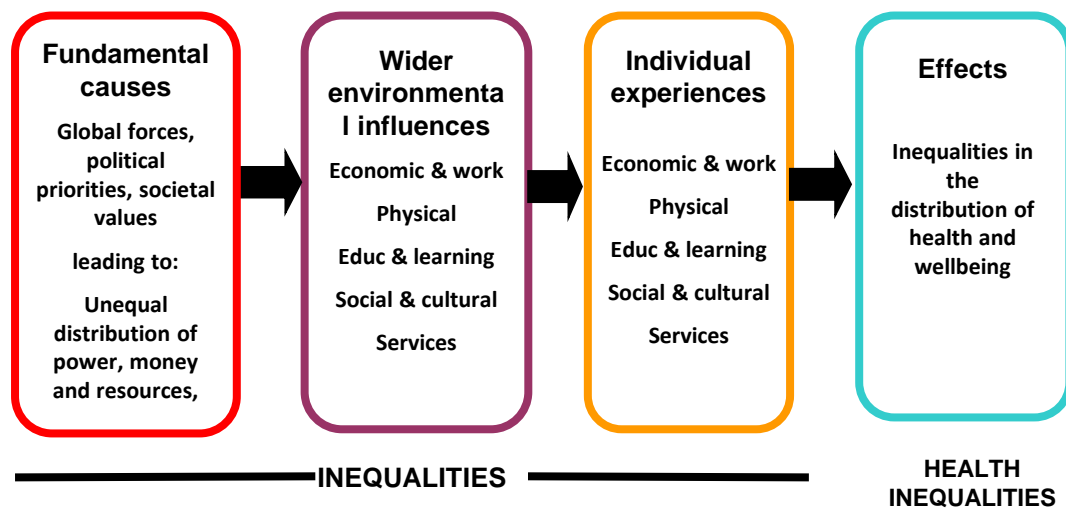 Fundamental
causes
Global forces,
political
priorities, societal
values
leading to:
Unequal
distribution of
power, money
and resources,
Wider
environmenta
l influences
Economic & work
Physical
Educ & learning
Social & cultural
Services
Individual
experiences
Economic & work
Physical
Educ & learning
Social & cultural
Services
Effects
Inequalities in
the
distribution of
health and
wellbeing
INEQUALITIES
HEALTH
INEQUALITIES